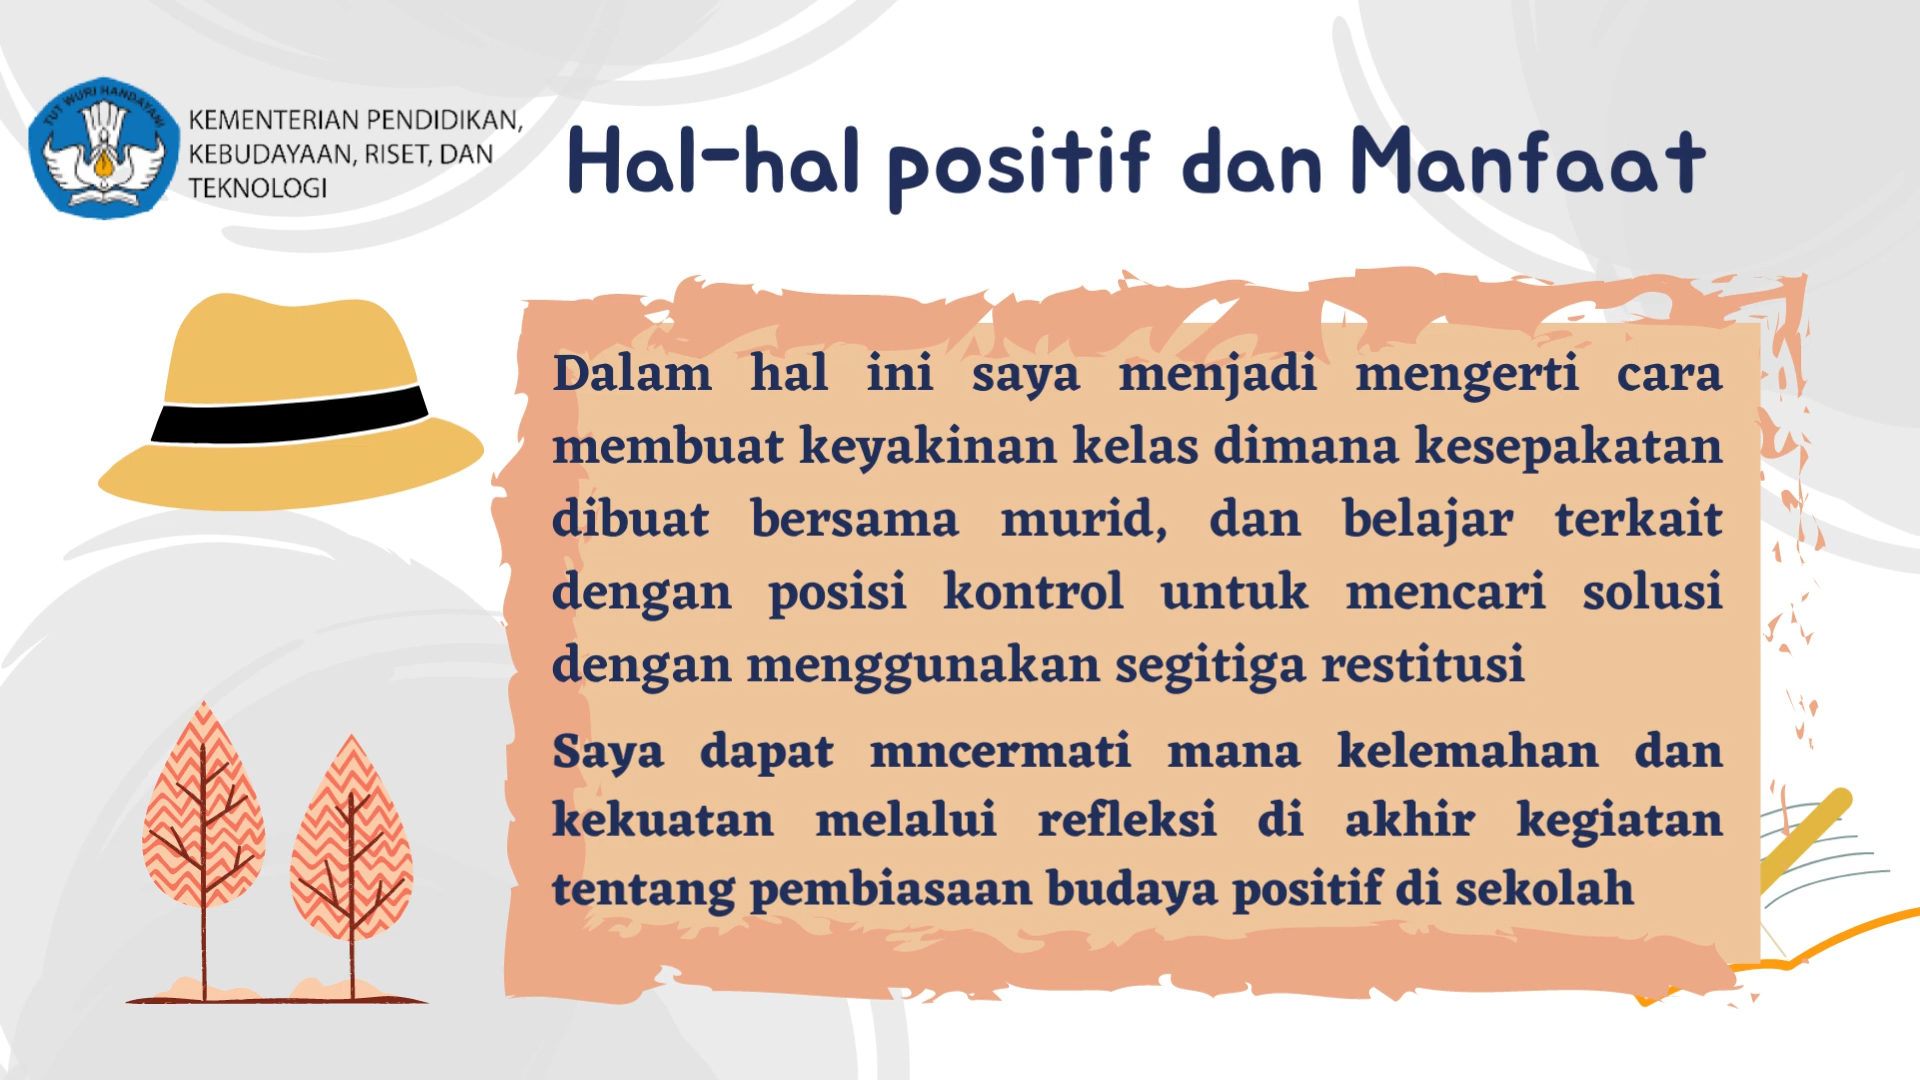 TUT WURI HANDAYANI
KEMENTERIAN PENDIDIKAN,
KEBUDAYAAN, RISET, DAN
TEKNOLOGI
Hal-hal positif dan Manfaat
Dalam hal ini saya menjadi mengerti cara
membuat keyakinan kelas dimana kesepakatan
dibuat bersama murid, dan belajar terkait
dengan posisi kontrol untuk mencari solusi
dengan menggunakan segitiga restitusi
Saya dapat mncermati mana kelemahan dan
kekuatan melalui refleksi di akhir kegiatan
tentang pembiasaan budaya positif di sekolah